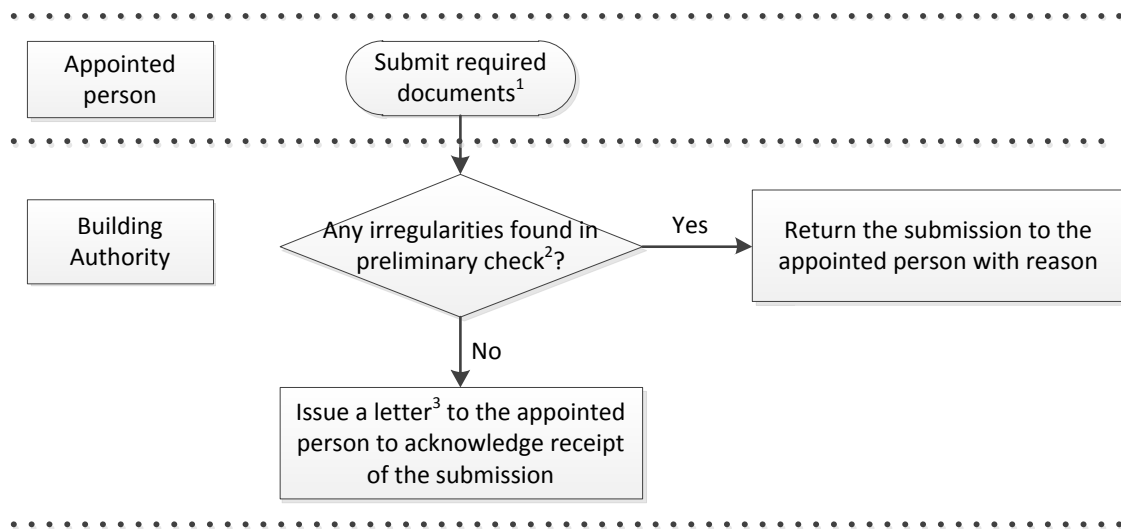 Appointed
person
Submit required
documents¹
Building
Authority
Any irregularities found in
preliminary check²?
Yes
Return the submission to the
appointed person with reason
No
Issue a letter³ to the appointed
person to acknowledge receipt
of the submission